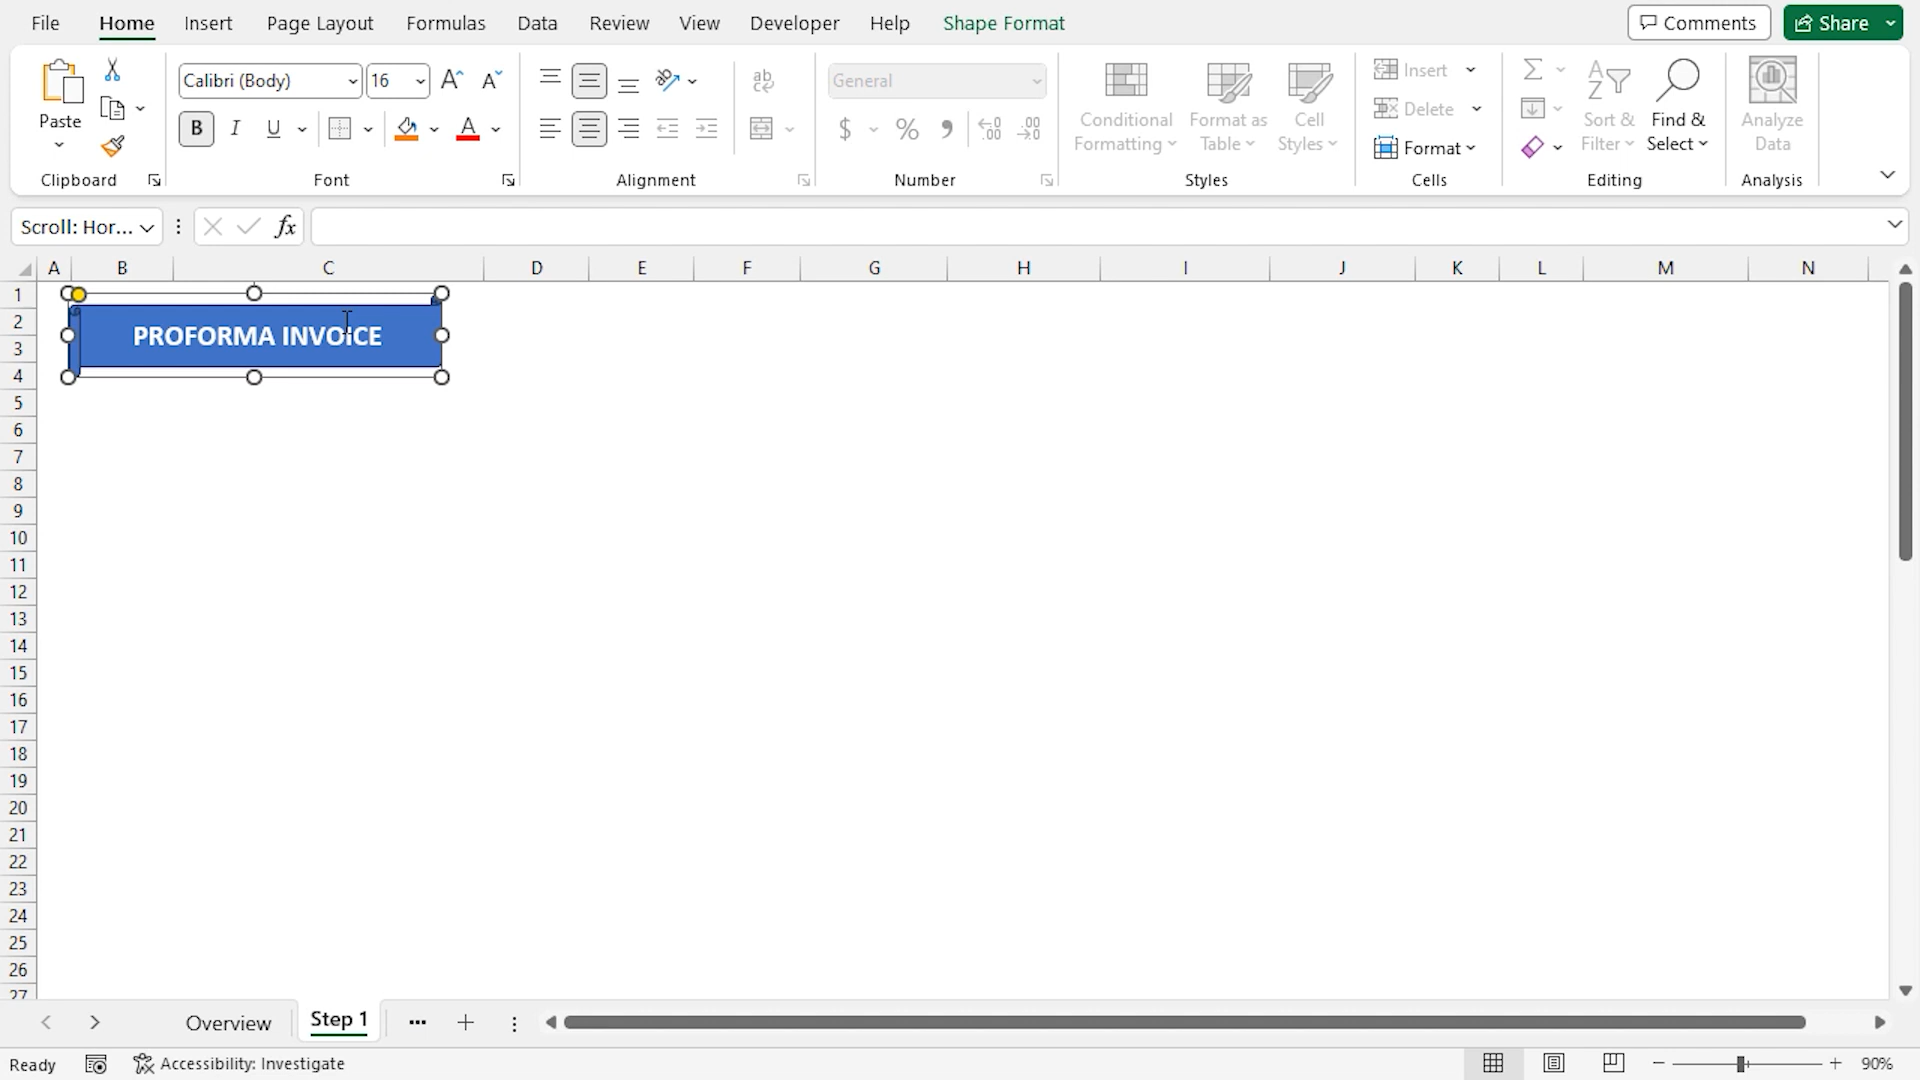 File Home Insert Page Layout Formulas Data Review View Developer Help Shape Format Comments Share
Calibri (Body) 16 A A ab General Insert Σ A
Paste B I U A $ % Conditional Format as Cell Delete Z Sort & Find & Analyze
Formatting Table Styles Format Filter Select Data
Clipboard Font Alignment Number Styles Cells Editing Analysis
Scroll: Hor... fx
A B C D E F G H I J K L M N
1
2
PROFORMA INVOICE
3
4
5
6
7
8
9
10
11
12
13
14
15
16
17
18
19
20
21
22
23
24
25
26
27
Overview Step 1 ...
Ready Accessibility: Investigate 90%